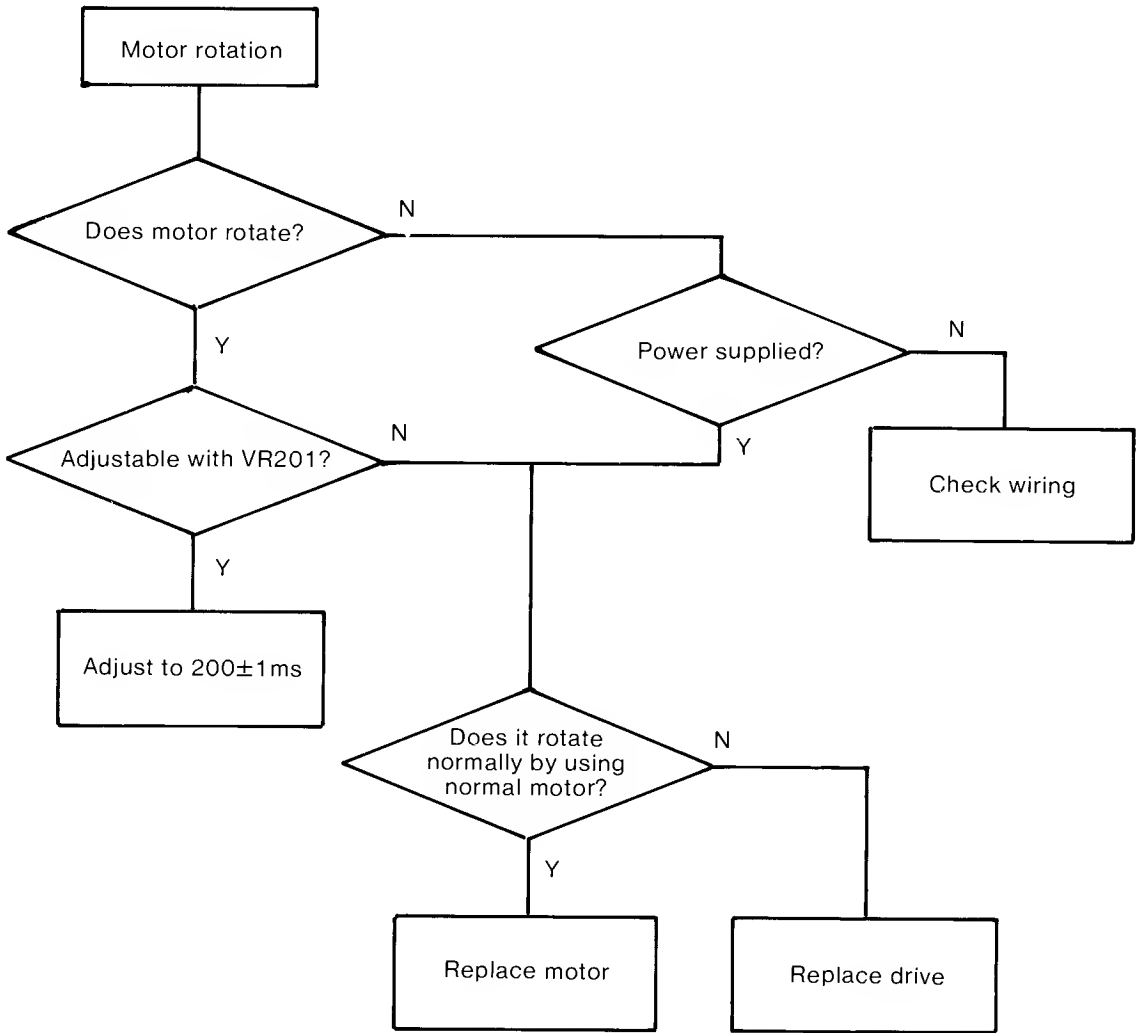 Motor rotation
Does motor rotate?
N
Y
Power supplied?
N
Y
Check wiring
Adjustable with VR201?
N
Y
Adjust to 200±1ms
Does it rotate
normally by using
normal motor?
N
Y
Replace motor
Replace drive